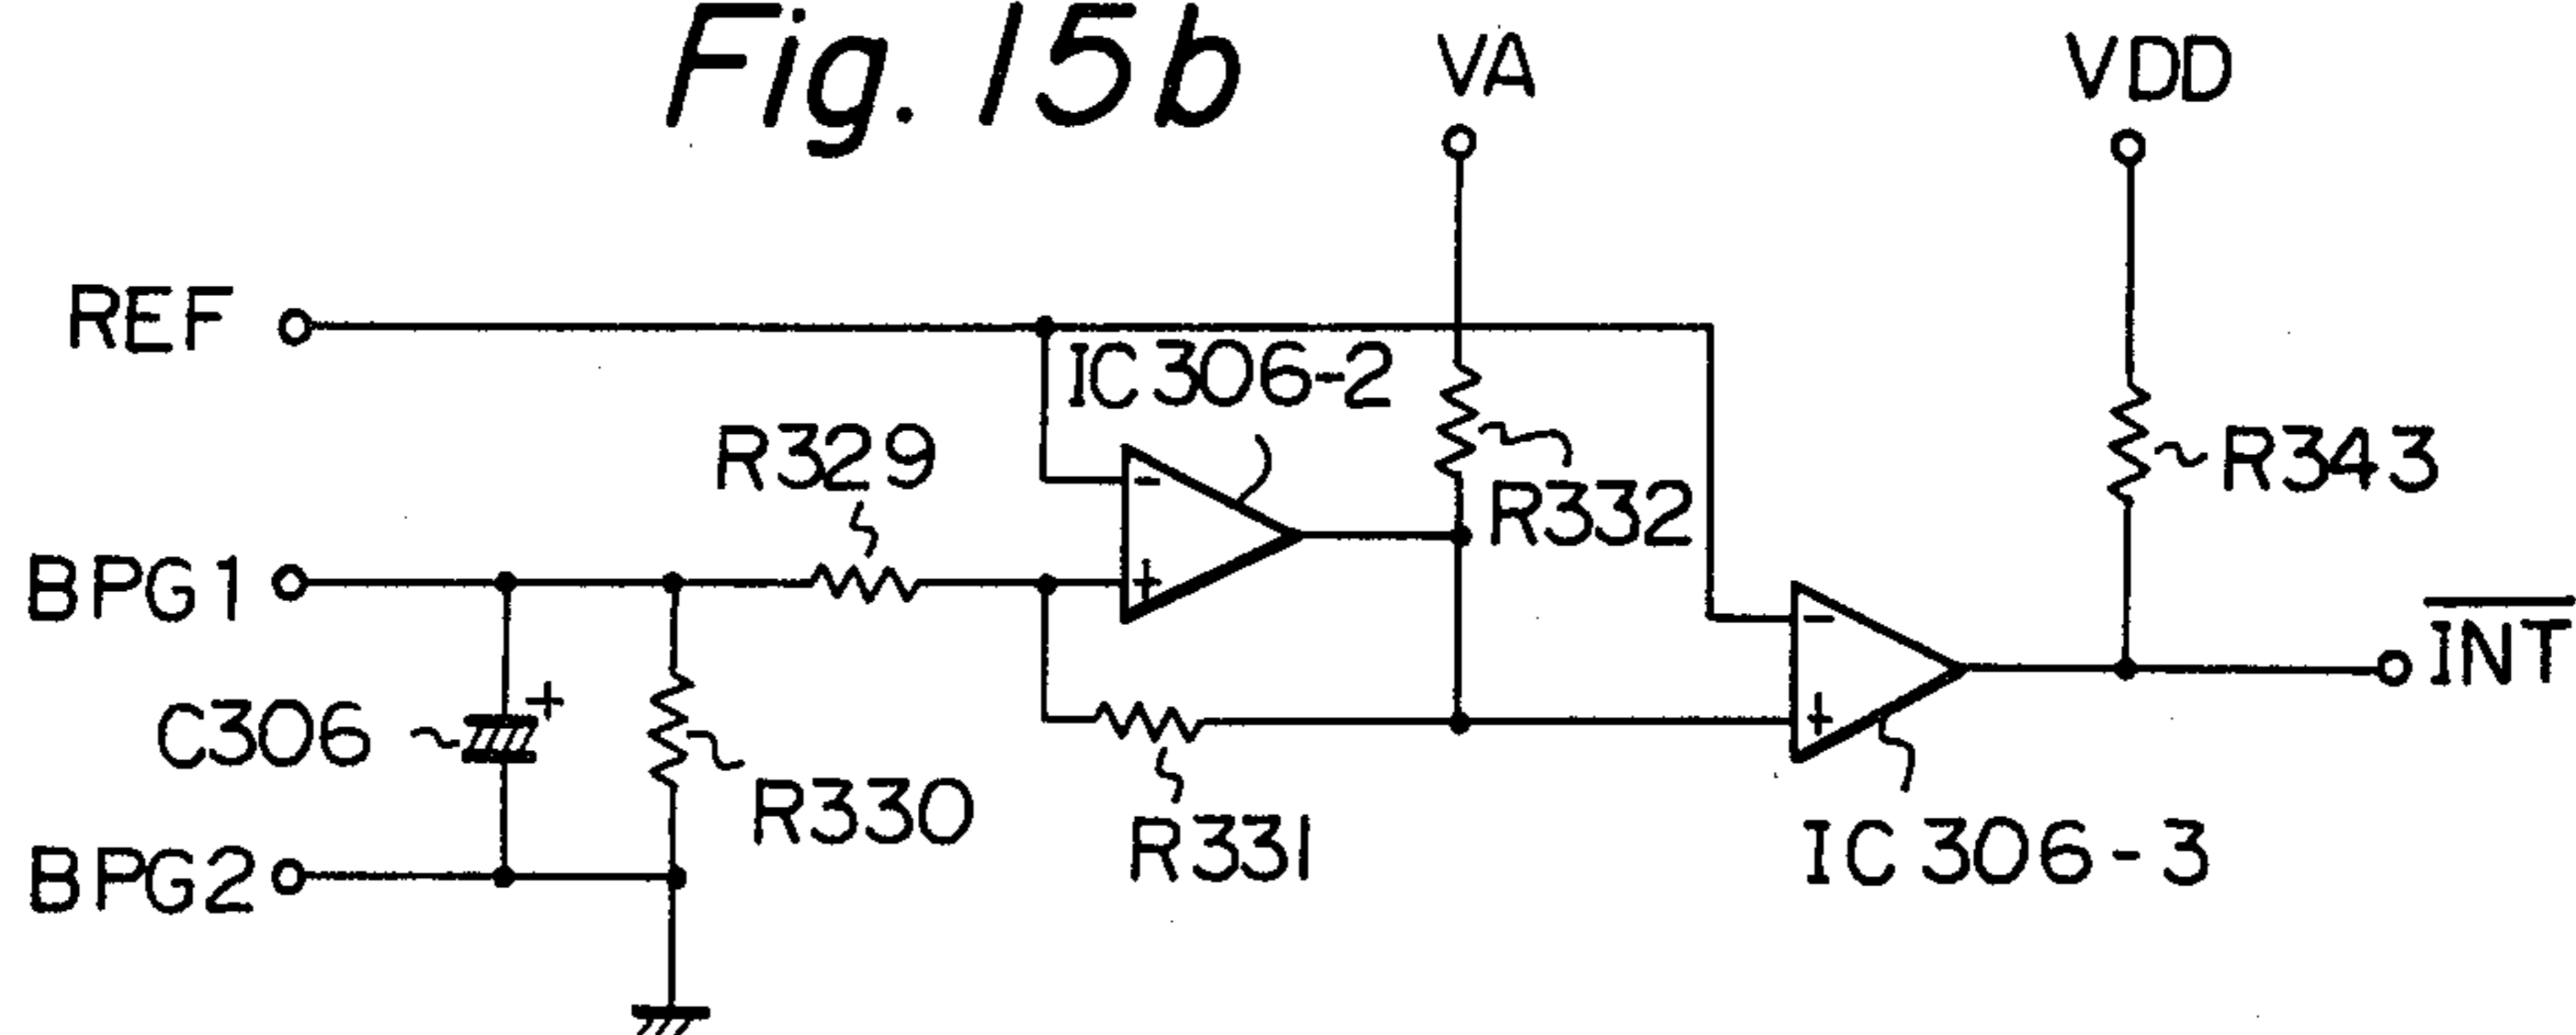 Fig. 15b
VA
VDD
REF
IC306-2
R329
R332
R343
BPG1
INT
C306
R330
R331
IC306-3
BPG2